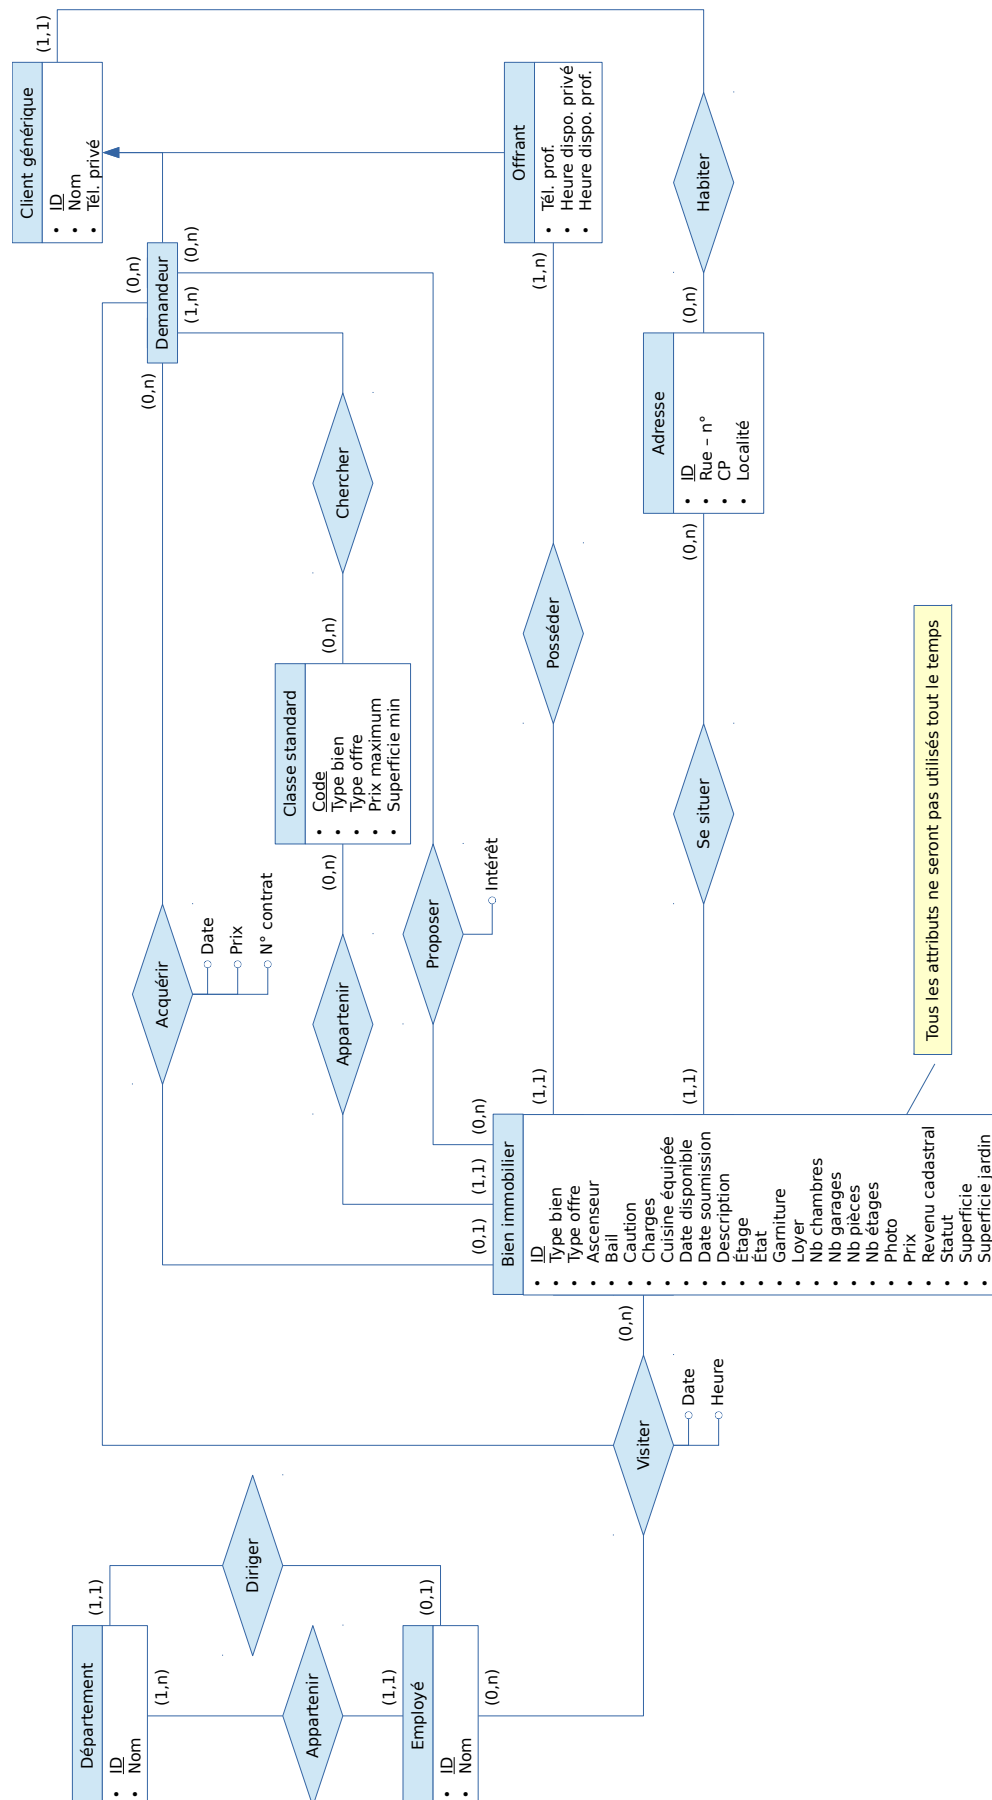 Département
• ID
• Nom
(1,1)
(1,n)
Diriger
Appartenir
(0,1)
(1,1)
Employé
• ID
• Nom
(0,n)
Visiter
Date
Heure
(0,n)
Acquérir
Date
Prix
N° contrat
Appartenir
Proposer
Intérêt
(0,1)
(1,1)
(0,n)
Bien immobilier
• ID
• Type bien
• Type offre
• Ascenseur
• Bail
• Caution
• Charges
• Cuisine équipée
• Date disponible
• Date soumission
• Description
• Étage
• État
• Garniture
• Loyer
• Nb chambres
• Nb garages
• Nb pièces
• Nb étages
• Photo
• Prix
• Revenu cadastral
• Statut
• Superficie
• Superficie jardin
(1,1)
(1,1)
Tous les attributs ne seront pas utilisés tout le temps
(0,n)
Classe standard
• Code
• Type bien
• Type offre
• Prix maximum
• Superficie min
(0,n)
Chercher
Posséder
Se situer
(0,n)
Adresse
• ID
• Rue – n°
• CP
• Localité
(0,n)
(0,n)
(0,n)
Demandeur
(1,n)
(0,n)
Client générique
• ID
• Nom
• Tél. privé
(1,1)
(1,n)
Offrant
• Tél. prof.
• Heure dispo. privé
• Heure dispo. prof.
Habiter